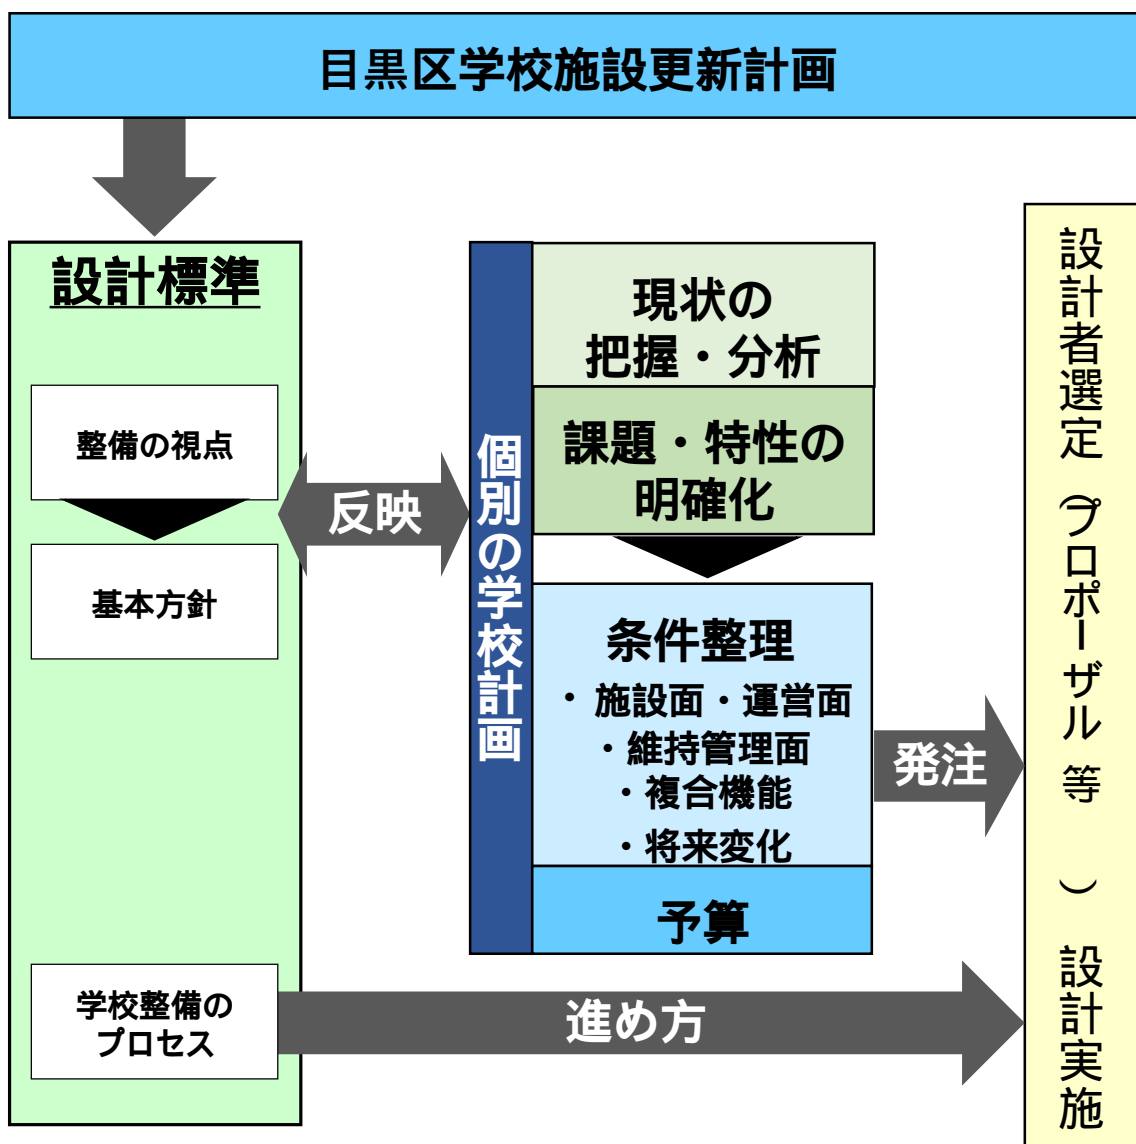 目黒区学校施設更新計画
設計標準
整備の視点
基本方針
学校整備の
プロセス
反映
個別の学校計画
現状の
把握・分析
課題・特性の
明確化
条件整理
・施設面・運営面
・維持管理面
・複合機能
・将来変化
予算
発注
進め方
設計者選定（プロポーザル等）設計実施